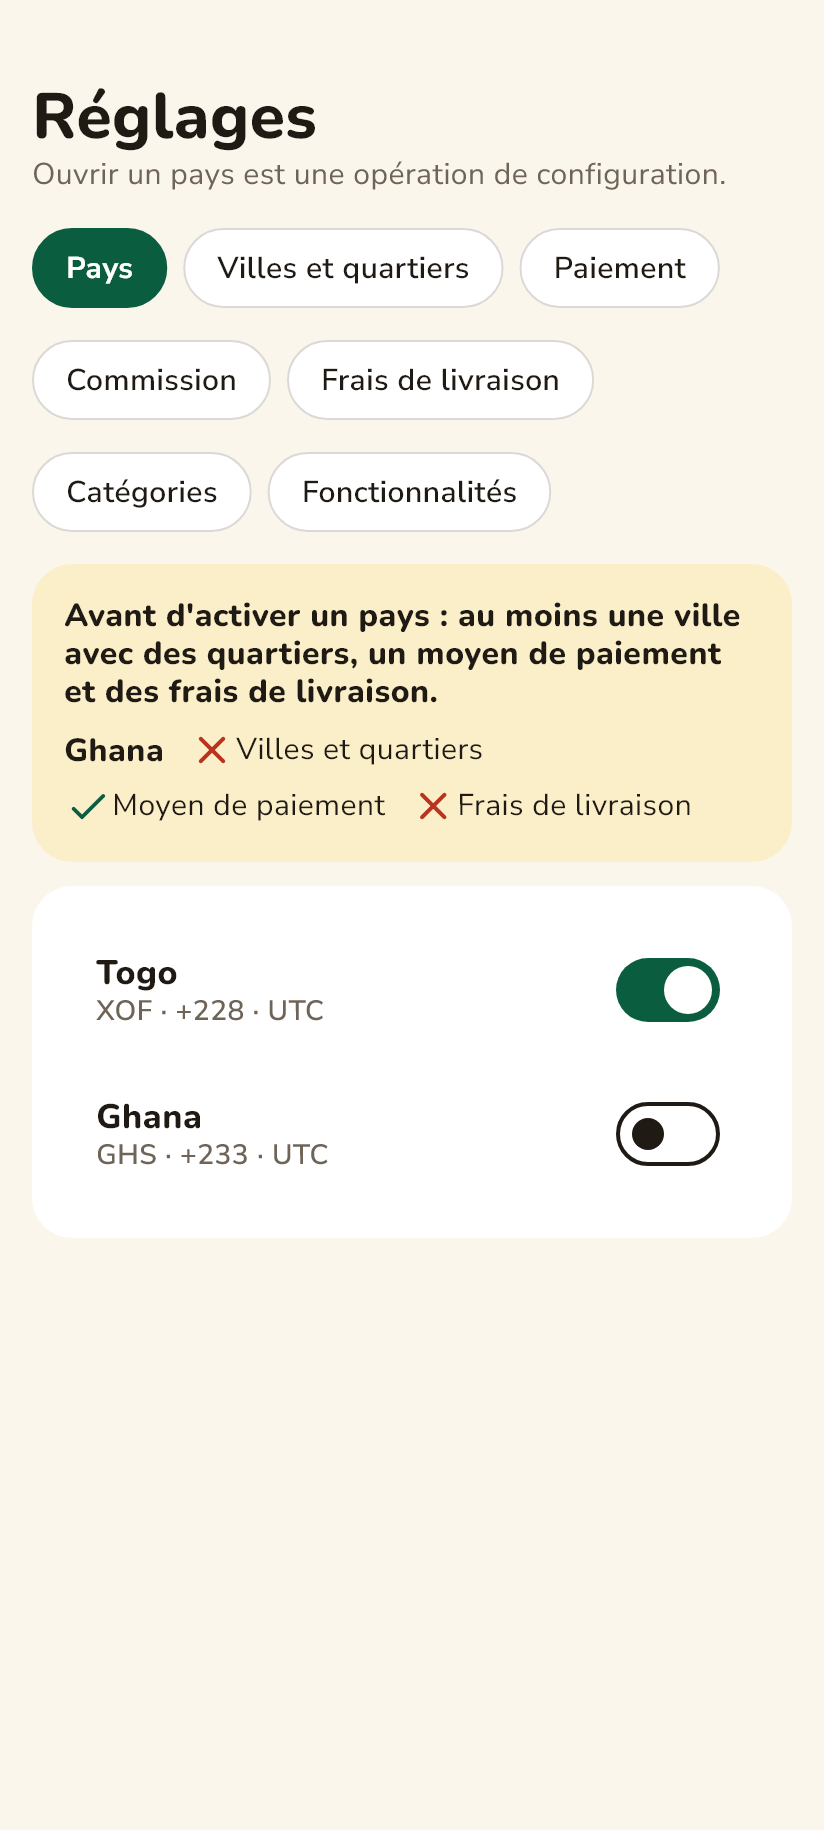 Réglages
Ouvrir un pays est une opération de configuration.
Pays Villes et quartiers Paiement
Commission Frais de livraison
Catégories Fonctionnalités
Avant d'activer un pays : au moins une ville
avec des quartiers, un moyen de paiement
et des frais de livraison.
Ghana Villes et quartiers
Moyen de paiement Frais de livraison
Togo
XOF · +228 · UTC
Ghana
GHS · +233 · UTC